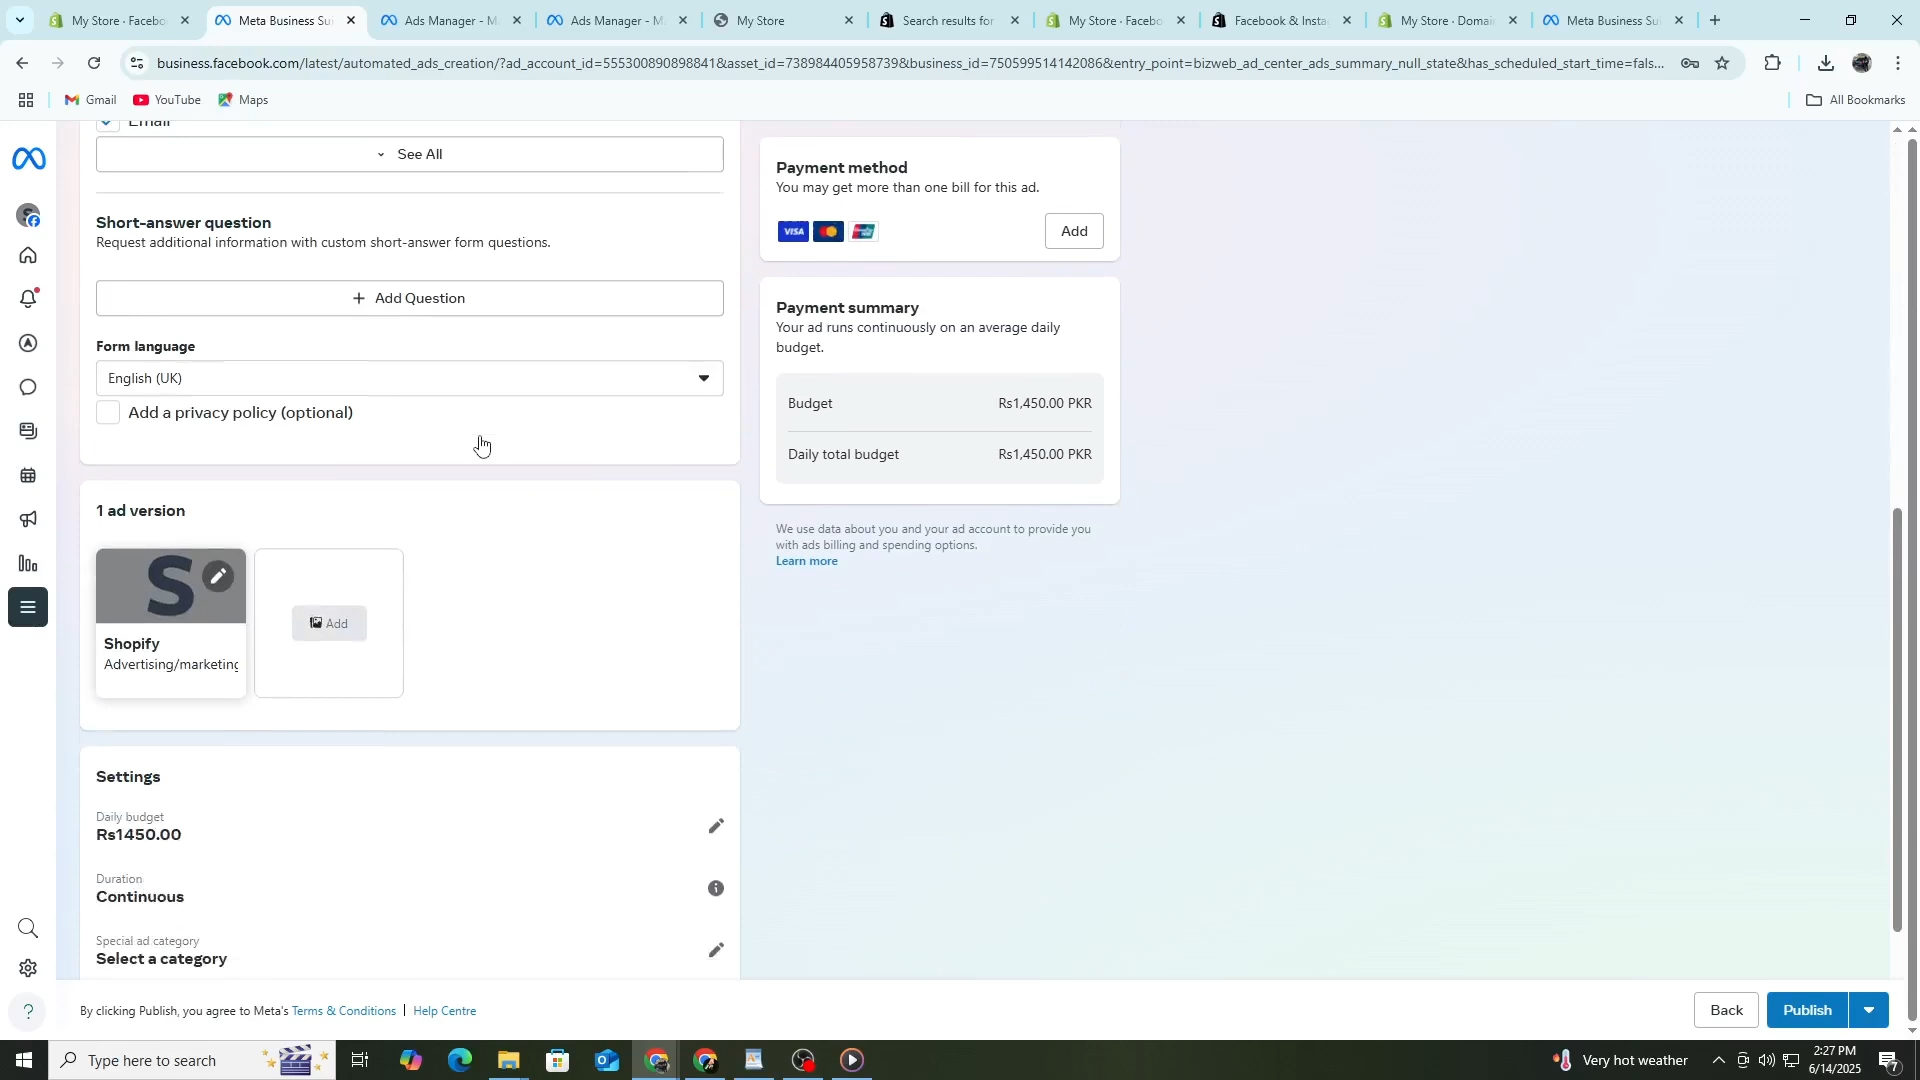 My Store · Facebo
Meta Business Sui
Ads Manager - M
Ads Manager - M
My Store
Search results for
My Store · Facebo
Facebook & Insta
My Store · Domai
Meta Business Su
business.facebook.com/latest/automated_ads_creation/?ad_account_id=555300890898841&asset_id=738984405958739&business_id=750599514142086&entry_point=bizweb_ad_center_ads_summary_null_state&has_scheduled_start_time=fals...
Gmail
YouTube
Maps
All Bookmarks
Email
See All
Short-answer question
Request additional information with custom short-answer form questions.
+ Add Question
Form language
English (UK)
Add a privacy policy (optional)
1 ad version
S
Shopify
Advertising/marketing
Add
Settings
Daily budget
Rs1450.00
Duration
Continuous
Special ad category
Select a category
Payment method
You may get more than one bill for this ad.
VISA
Add
Payment summary
Your ad runs continuously on an average daily
budget.
Budget Rs1,450.00 PKR
Daily total budget Rs1,450.00 PKR
We use data about you and your ad account to provide you
with ads billing and spending options.
Learn more
By clicking Publish, you agree to Meta's Terms & Conditions | Help Centre
Back
Publish
Type here to search
Very hot weather
2:27 PM
6/14/2025
7